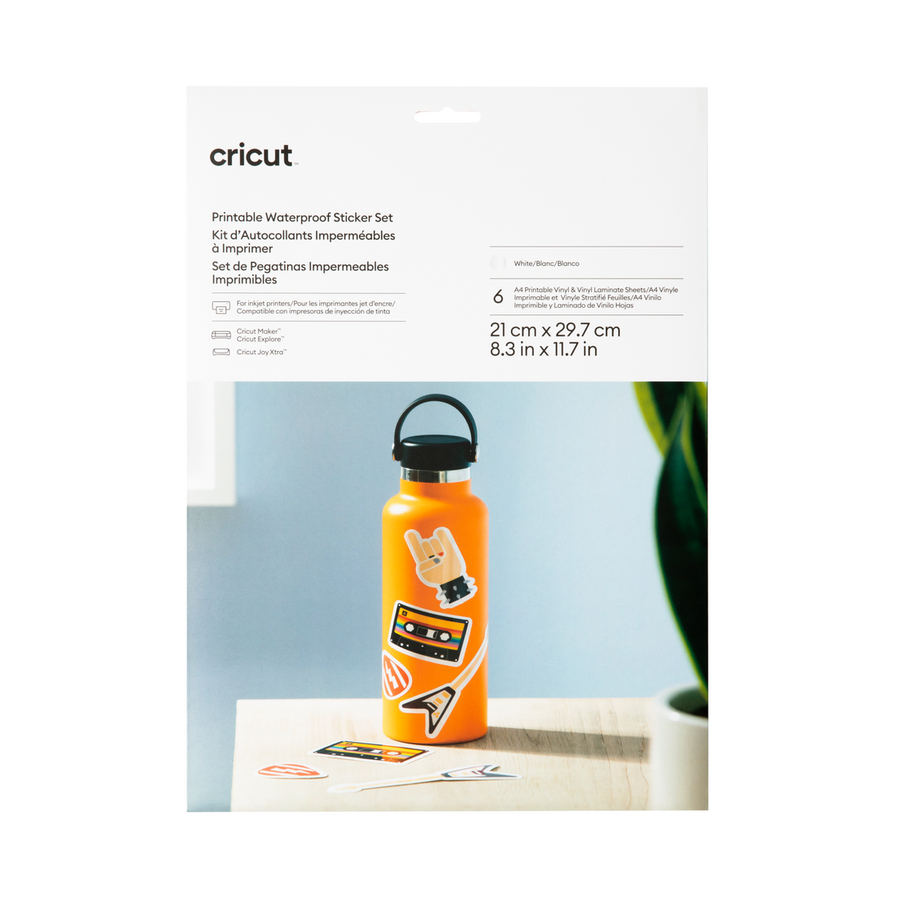 cricut™
Printable Waterproof Sticker Set
Kit d'Autocollants Imperméables
à Imprimer
Set de Pegatinas Impermeables
Imprimibles
For inkjet printers/Pour les imprimantes jet d'encre/
Compatible con impresoras de inyección de tinta
Cricut Maker™
Cricut Explore™
Cricut Joy Xtra™
White/Blanc/Blanco
6
A4 Printable Vinyl & Vinyl Laminate Sheets/A4 Vinyle
Imprimable et Vinyle Stratifié Feuilles/A4 Vinilo
Imprimible y Laminado de Vinilo Hojas
21 cm x 29.7 cm
8.3 in x 11.7 in